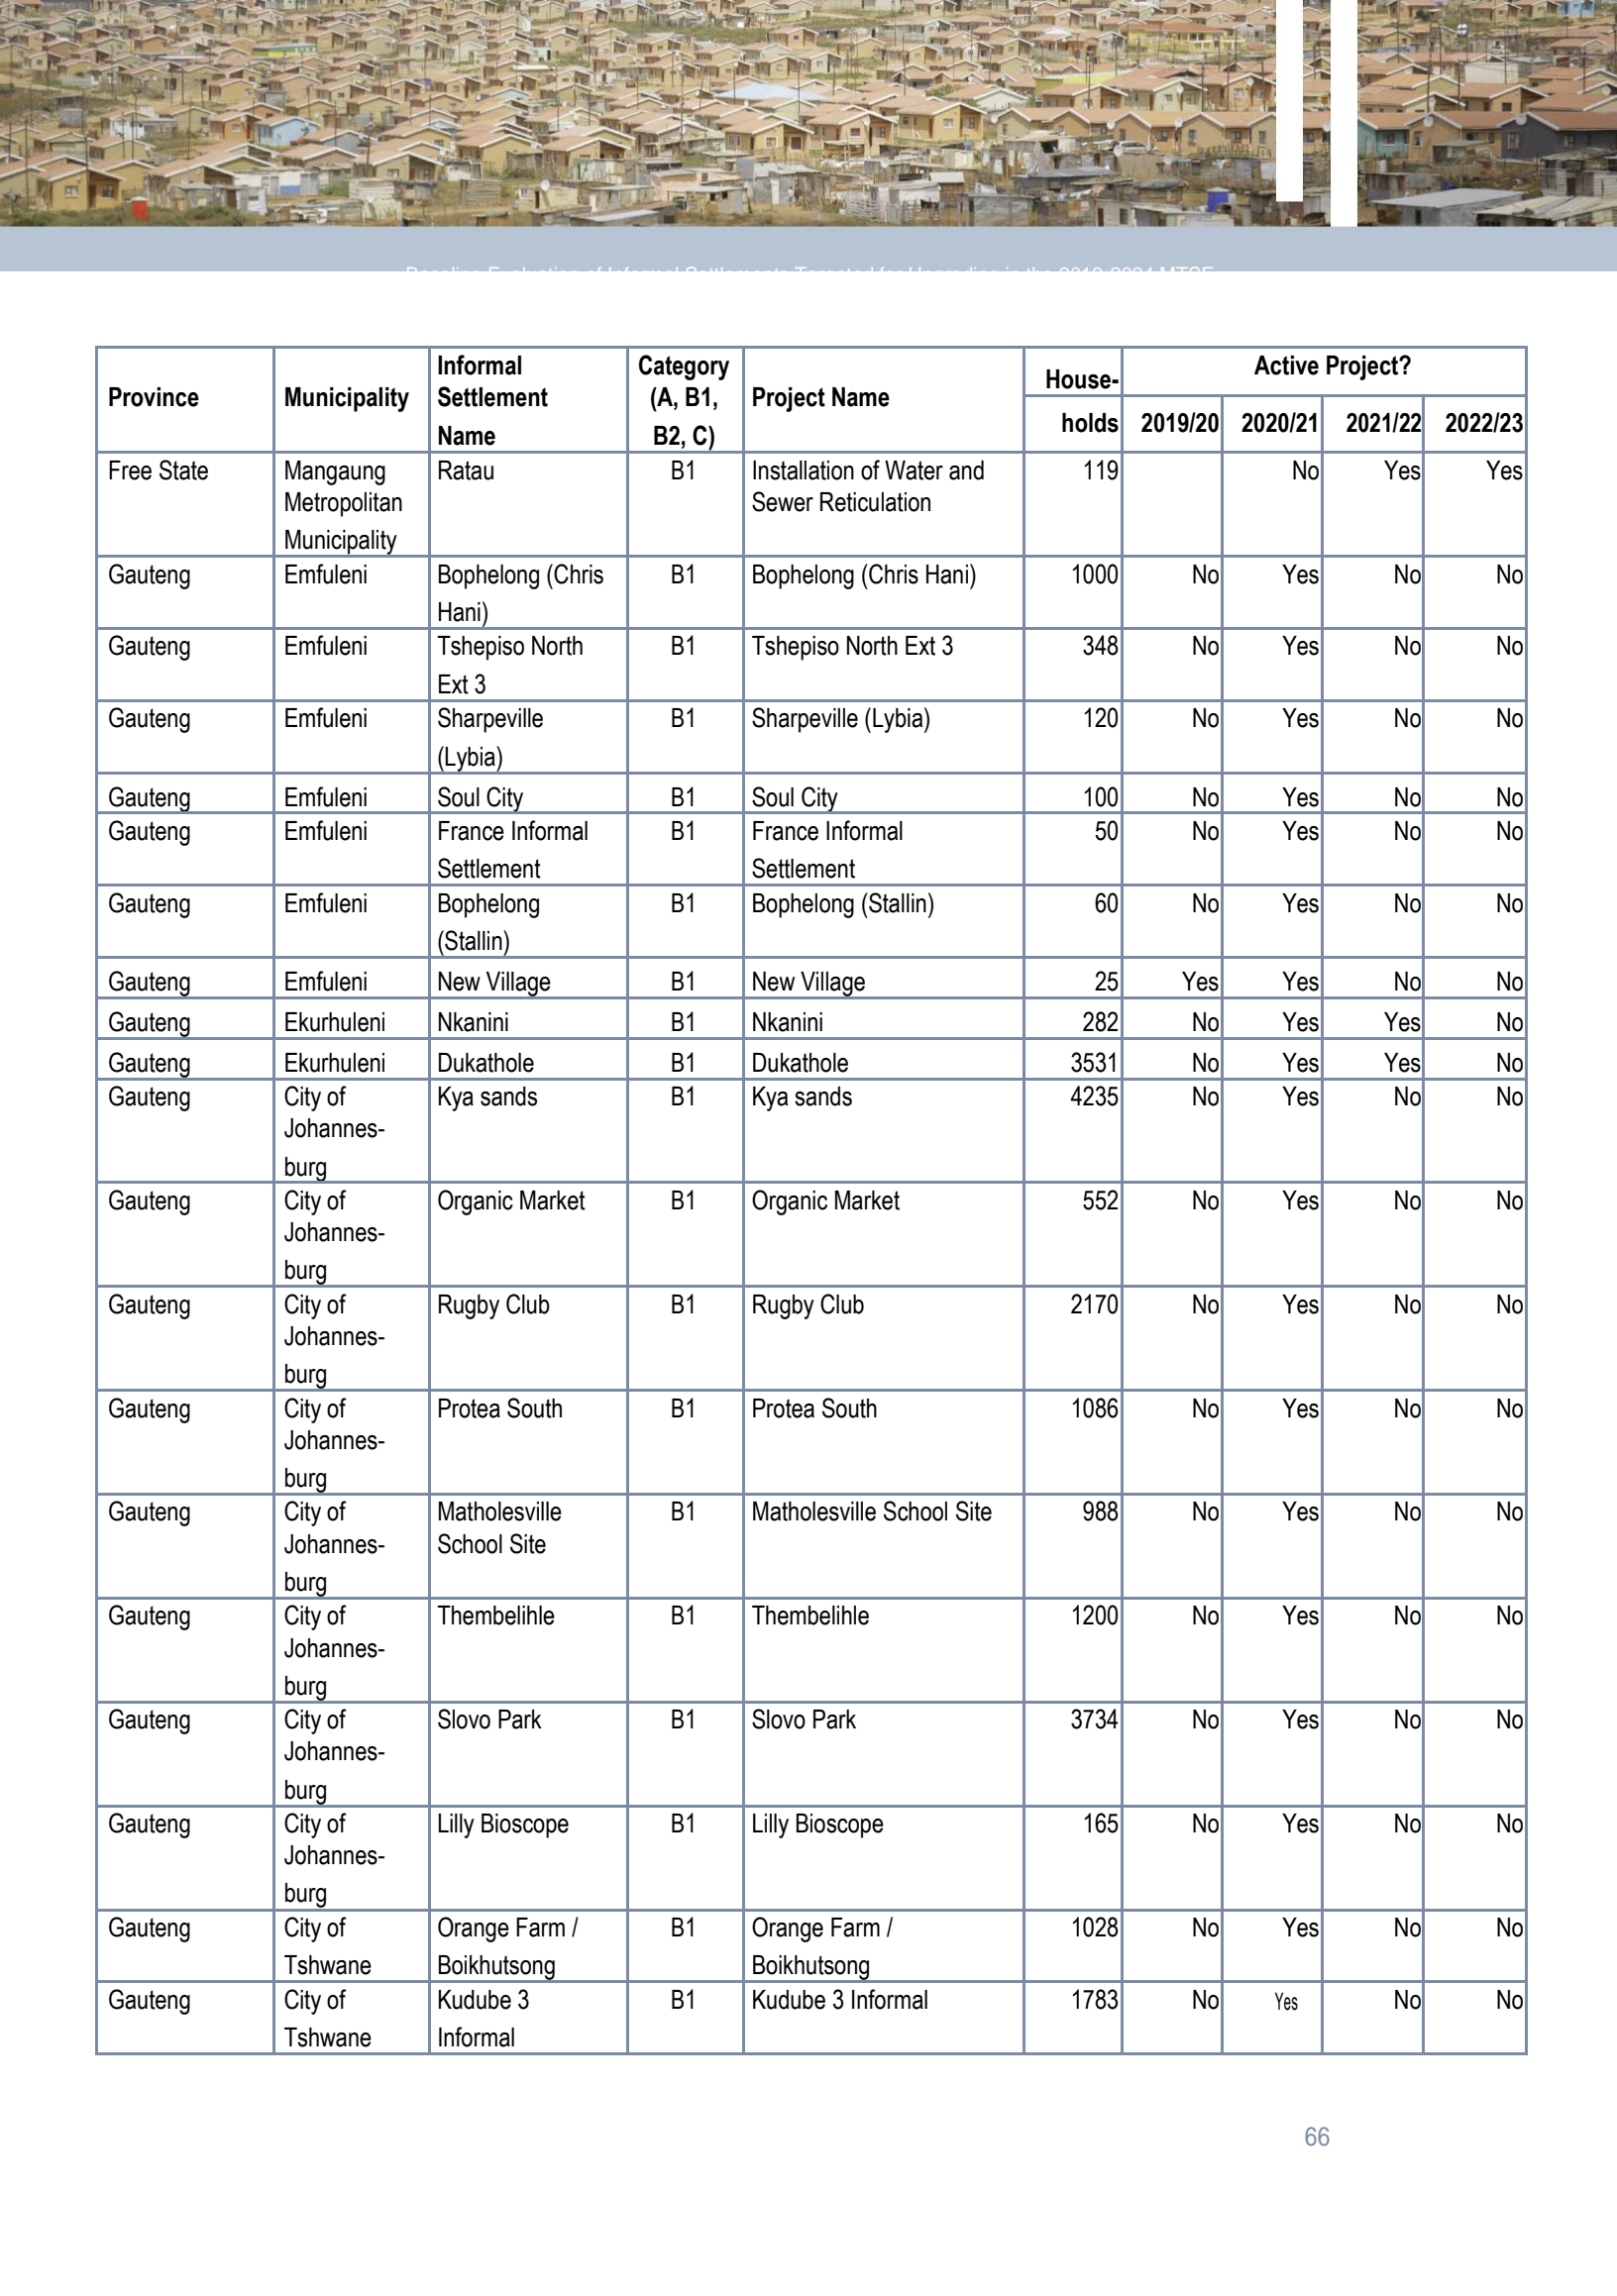 Baseline Evaluation of Informal Settlements Targeted for Upgrading in the 2019-2024 MTSF
Province Municipality Informal Settlement Name Category (A, B1, B2, C) Project Name House-holds Active Project?
2019/20 2020/21 2021/22 2022/23
Free State Mangaung Metropolitan Municipality Ratau B1 Installation of Water and Sewer Reticulation 119 No Yes Yes
Gauteng Emfuleni Bophelong (Chris Hani) B1 Bophelong (Chris Hani) 1000 No Yes No No
Gauteng Emfuleni Tshepiso North Ext 3 B1 Tshepiso North Ext 3 348 No Yes No No
Gauteng Emfuleni Sharpeville (Lybia) B1 Sharpeville (Lybia) 120 No Yes No No
Gauteng Emfuleni Soul City B1 Soul City 100 No Yes No No
Gauteng Emfuleni France Informal Settlement B1 France Informal Settlement 50 No Yes No No
Gauteng Emfuleni Bophelong (Stallin) B1 Bophelong (Stallin) 60 No Yes No No
Gauteng Emfuleni New Village B1 New Village 25 Yes Yes No No
Gauteng Ekurhuleni Nkanini B1 Nkanini 282 No Yes Yes No
Gauteng Ekurhuleni Dukathole B1 Dukathole 3531 No Yes Yes No
Gauteng City of Johannes-burg Kya sands B1 Kya sands 4235 No Yes No No
Gauteng City of Johannes-burg Organic Market B1 Organic Market 552 No Yes No No
Gauteng City of Johannes-burg Rugby Club B1 Rugby Club 2170 No Yes No No
Gauteng City of Johannes-burg Protea South B1 Protea South 1086 No Yes No No
Gauteng City of Johannes-burg Matholesville School Site B1 Matholesville School Site 988 No Yes No No
Gauteng City of Johannes-burg Thembelihle B1 Thembelihle 1200 No Yes No No
Gauteng City of Johannes-burg Slovo Park B1 Slovo Park 3734 No Yes No No
Gauteng City of Johannes-burg Lilly Bioscope B1 Lilly Bioscope 165 No Yes No No
Gauteng City of Tshwane Orange Farm / Boikhutsong B1 Orange Farm / Boikhutsong 1028 No Yes No No
Gauteng City of Tshwane Kudube 3 Informal B1 Kudube 3 Informal 1783 No Yes No No
66